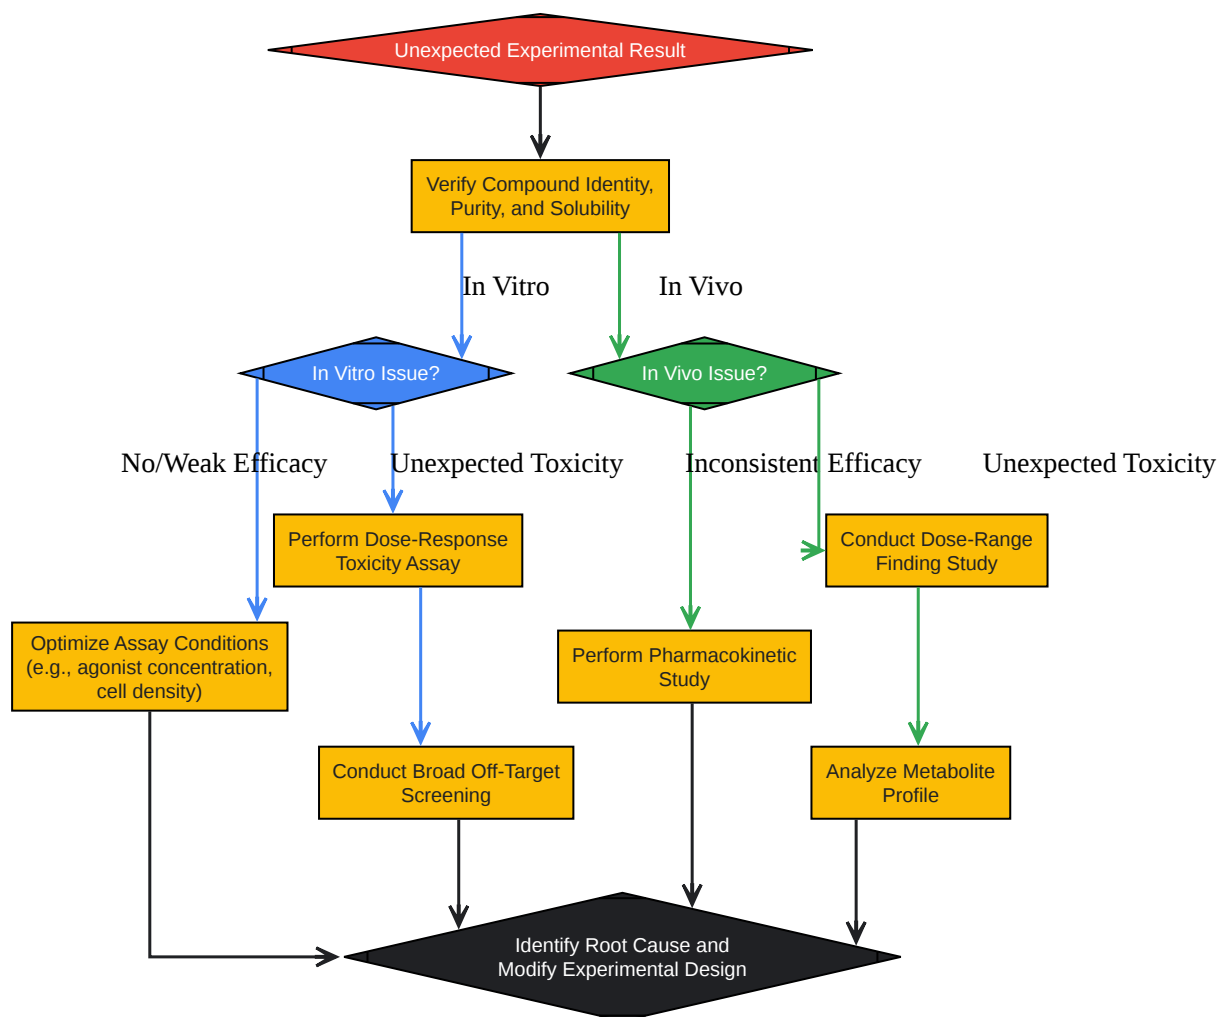 Unexpected Experimental Result
Verify Compound Identity,
Purity, and Solubility
In Vitro
In Vivo
In Vitro Issue?
In Vivo Issue?
No/Weak Efficacy
Unexpected Toxicity
Inconsistent Efficacy
Unexpected Toxicity
Perform Dose-Response
Toxicity Assay
Conduct Dose-Range
Finding Study
Optimize Assay Conditions
(e.g., agonist concentration,
cell density)
Perform Pharmacokinetic
Study
Conduct Broad Off-Target
Screening
Analyze Metabolite
Profile
Identify Root Cause and
Modify Experimental Design